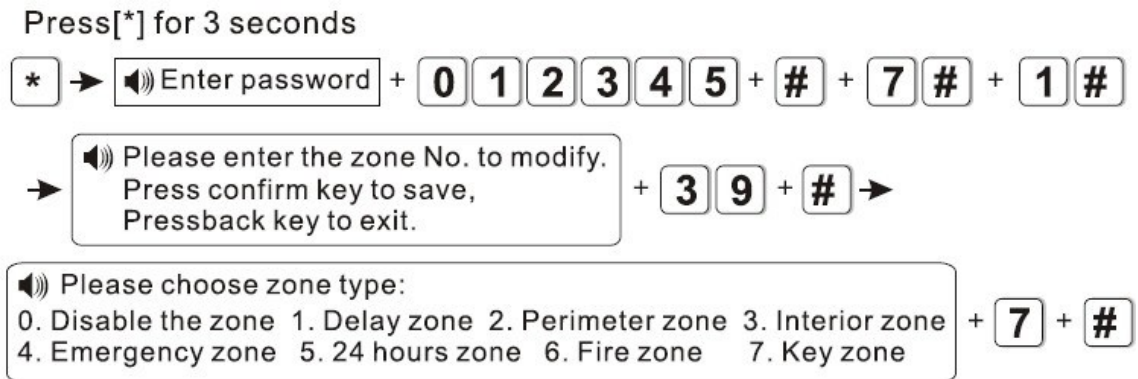 Press[*] for 3 seconds
* Enter password + 0 1 2 3 4 5 + # + 7 # + 1 #
Please enter the zone No. to modify.
Press confirm key to save, + 3 9 + #
Pressback key to exit.
Please choose zone type:
0. Disable the zone 1. Delay zone 2. Perimeter zone 3. Interior zone + 7 + #
4. Emergency zone 5. 24 hours zone 6. Fire zone 7. Key zone